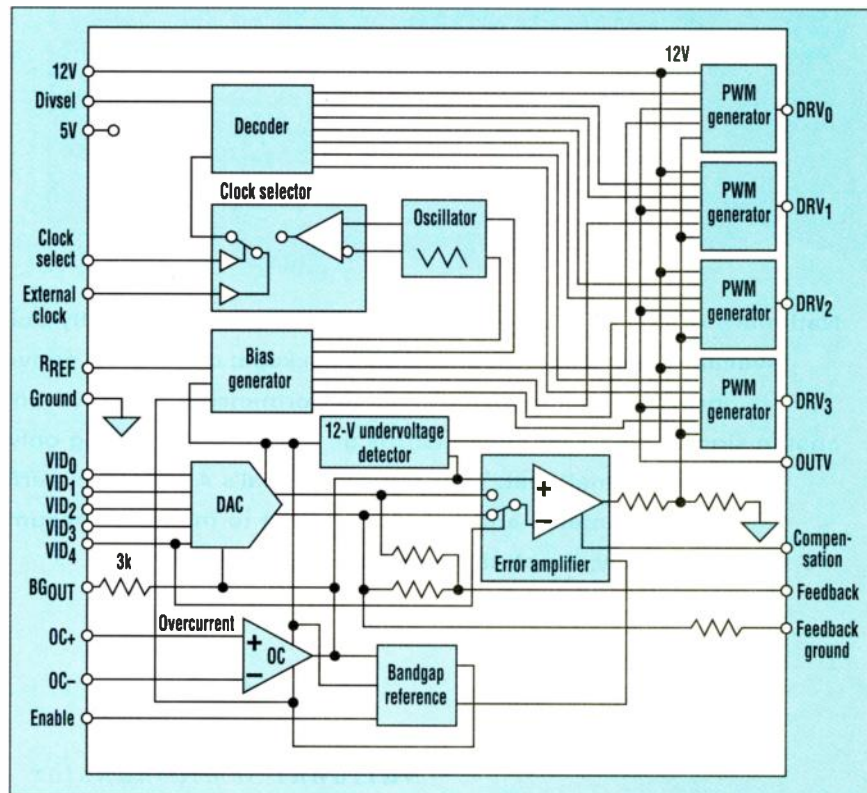 12V
Divsel
5V
Clock
select
External
clock
RREF
Ground
VID0
VID1
VID2
VID3
VID4
BGOUT
OC+
OC–
Enable
Decoder
Clock selector
Oscillator
Bias
generator
12-V undervoltage
detector
DAC
3k
Overcurrent
+
–
OC
Bandgap
reference
+
–
Error amplifier
12V
PWM
generator
PWM
generator
PWM
generator
PWM
generator
DRV0
DRV1
DRV2
DRV3
OUTV
Compen-
sation
Feedback
Feedback
ground